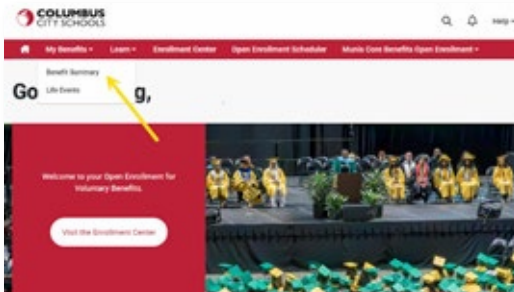 COLUMBUS
CITY SCHOOLS
Help
My Benefits Learn Enrollment Center Open Enrollment Scheduler Munis Core Benefits Open Enrollment
Benefit Summary
Life Events
Go g,
Welcome to your Open Enrollment for
Voluntary Benefits.
Visit the Enrollment Center